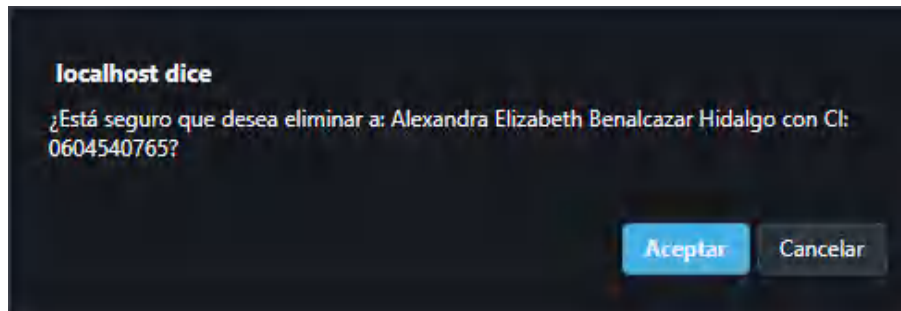 localhost dice
¿Está seguro que desea eliminar a: Alexandra Elizabeth Benalcazar Hidalgo con CI:
0604540765?
Aceptar Cancelar